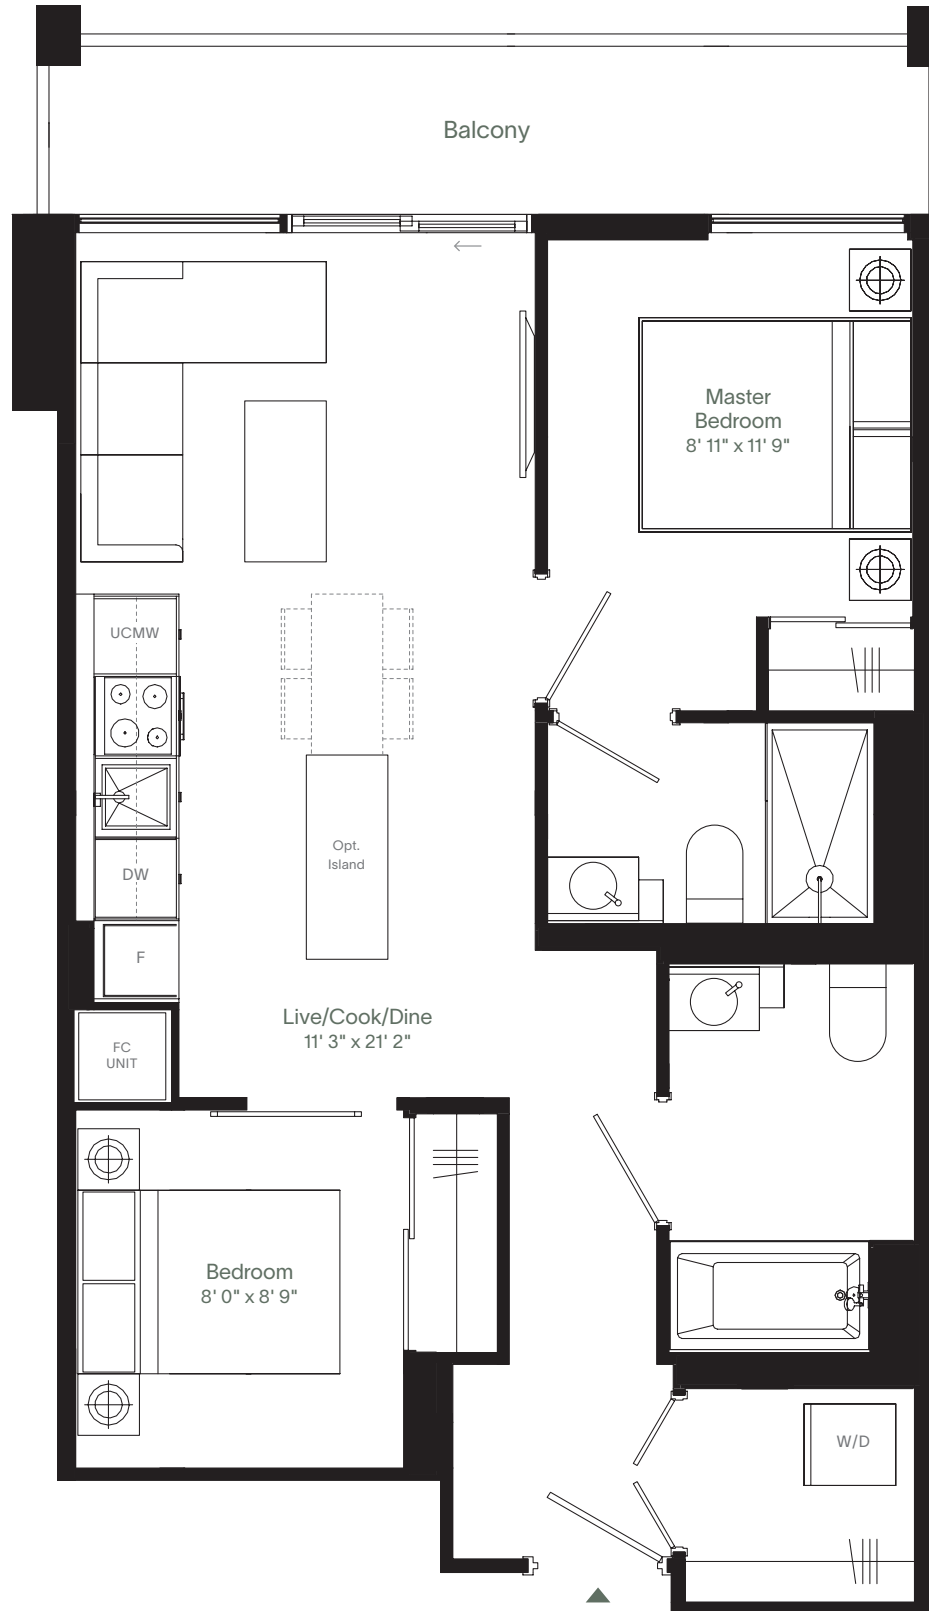 Balcony
Master
Bedroom
8' 11" x 11' 9"
UCMW
DW
Opt.
Island
F
Live/Cook/Dine
11' 3" x 21' 2"
FC
UNIT
Bedroom
8' 0" x 8' 9"
W/D